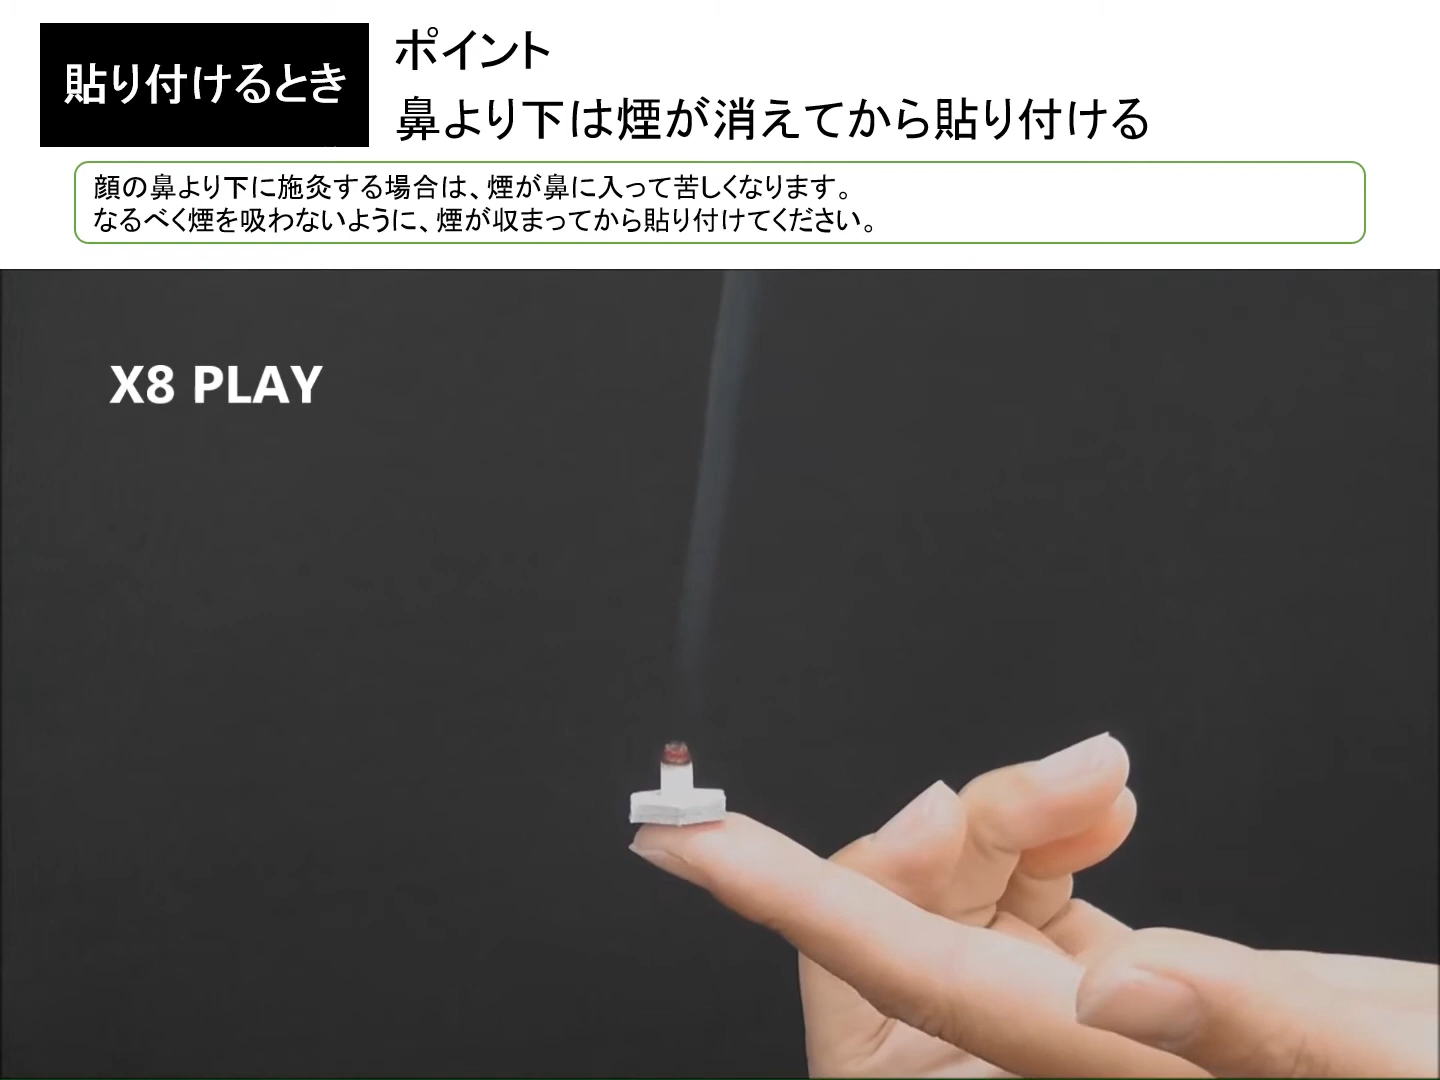 貼り付けるとき
ポイント
鼻より下は煙が消えてから貼り付ける
顔の鼻より下に施灸する場合は、煙が鼻に入って苦しくなります。
なるべく煙を吸わないように、煙が収まってから貼り付けてください。
X8 PLAY